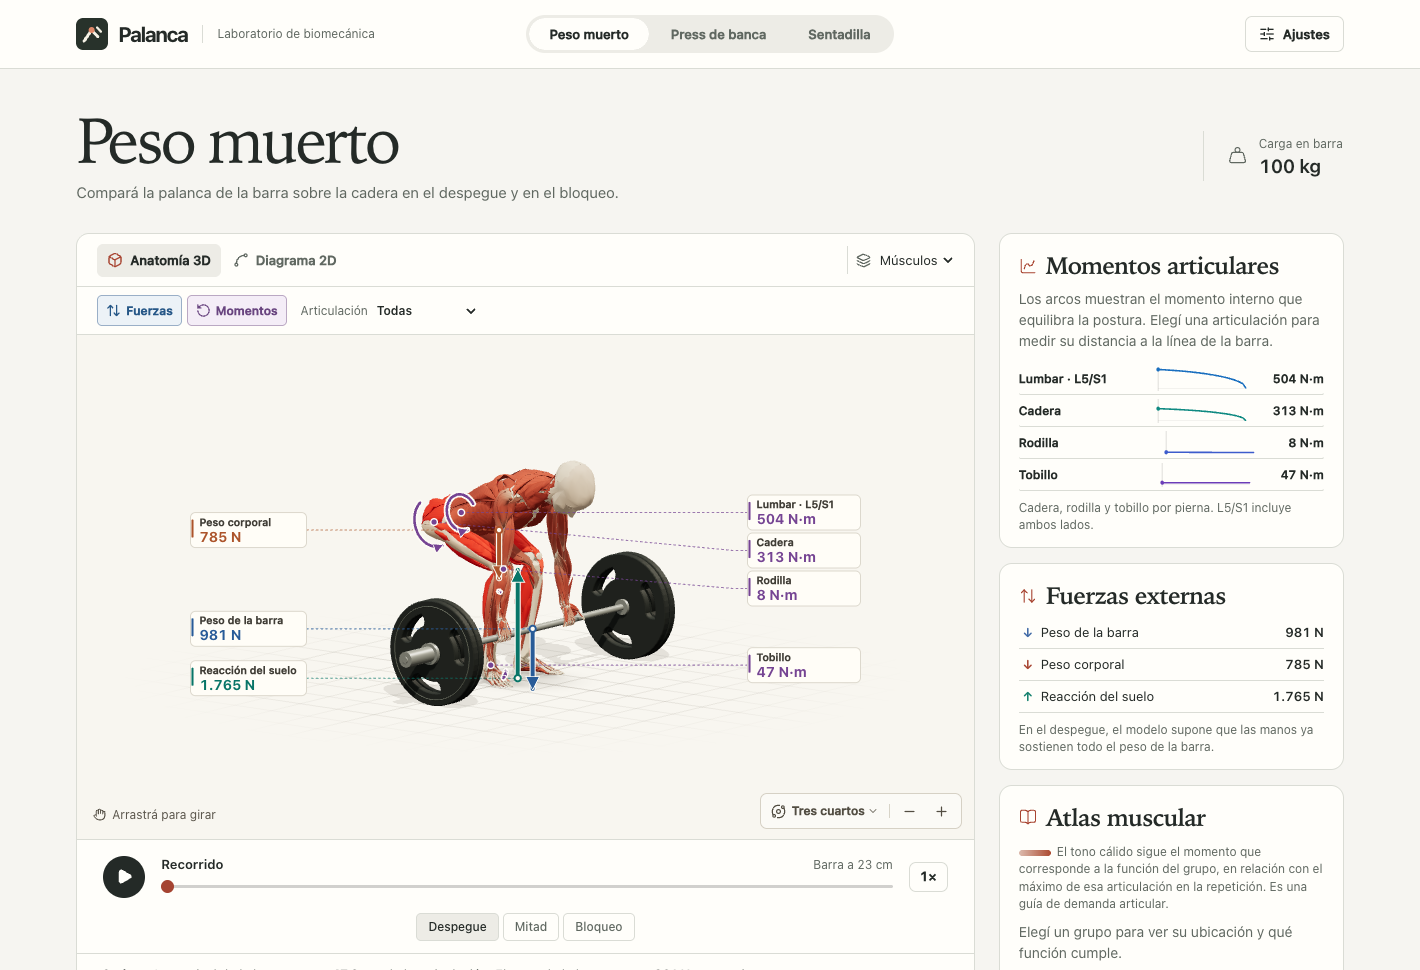 Palanca
Laboratorio de biomecánica
Peso muerto
Press de banca
Sentadilla
Ajustes
Peso muerto
Compará la palanca de la barra sobre la cadera en el despegue y en el bloqueo.
Carga en barra
100 kg
Anatomía 3D
Diagrama 2D
Músculos
Fuerzas
Momentos
Articulación Todas
Peso corporal
785 N
Peso de la barra
981 N
Reacción del suelo
1.765 N
Lumbar · L5/S1
504 N·m
Cadera
313 N·m
Rodilla
8 N·m
Tobillo
47 N·m
Arrastrá para girar
Tres cuartos
Recorrido
Barra a 23 cm
1×
Despegue
Mitad
Bloqueo
Momentos articulares
Los arcos muestran el momento interno que
equilibra la postura. Elegí una articulación para
medir su distancia a la línea de la barra.
Lumbar · L5/S1 504 N·m
Cadera 313 N·m
Rodilla 8 N·m
Tobillo 47 N·m
Cadera, rodilla y tobillo por pierna. L5/S1 incluye
ambos lados.
Fuerzas externas
Peso de la barra 981 N
Peso corporal 785 N
Reacción del suelo 1.765 N
En el despegue, el modelo supone que las manos ya
sostienen todo el peso de la barra.
Atlas muscular
El tono cálido sigue el momento que
corresponde a la función del grupo, en relación con el
máximo de esa articulación en la repetición. Es una
guía de demanda articular.
Elegí un grupo para ver su ubicación y qué
función cumple.